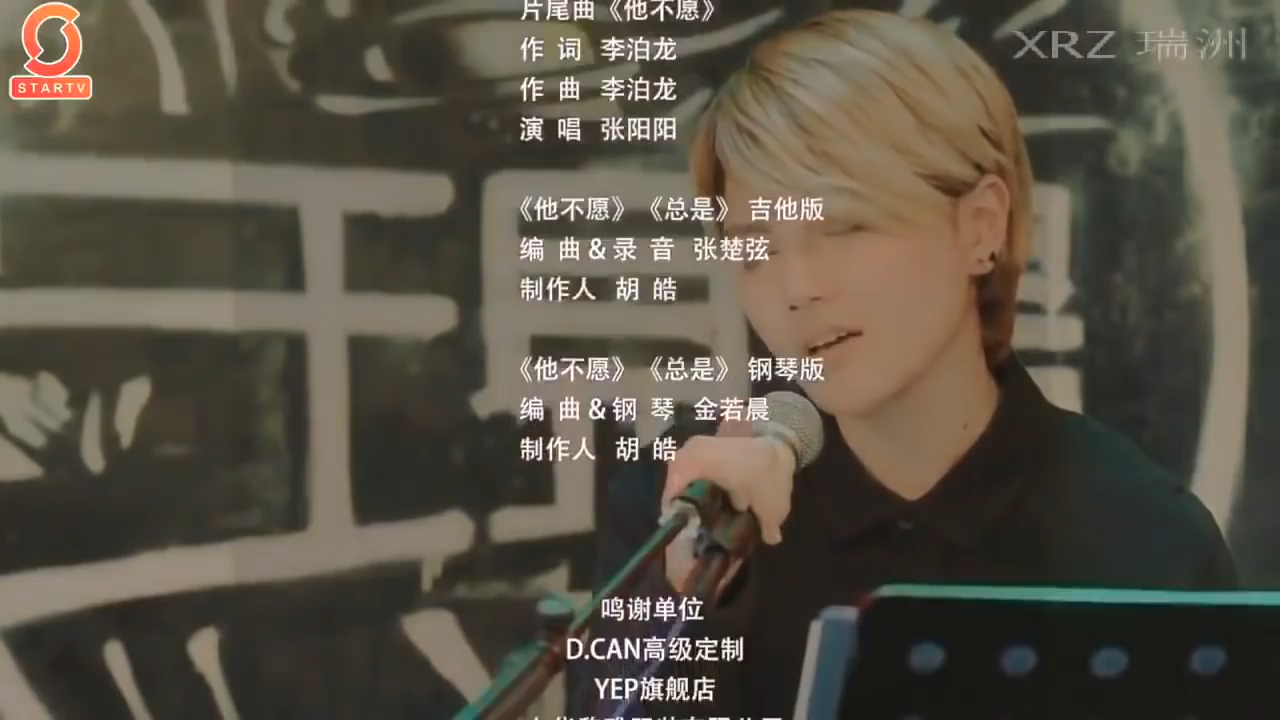 片尾曲《他不愿》
作 词 李泊龙
作 曲 李泊龙
演 唱 张阳阳
《他不愿》《总是》 吉他版
编 曲&录 音 张楚弦
制作人 胡 皓
《他不愿》《总是》 钢琴版
编 曲&钢 琴 金若晨
制作人 胡 皓
鸣谢单位
D.CAN高级定制
YEP旗舰店
STARTV
XRZ 瑞洲